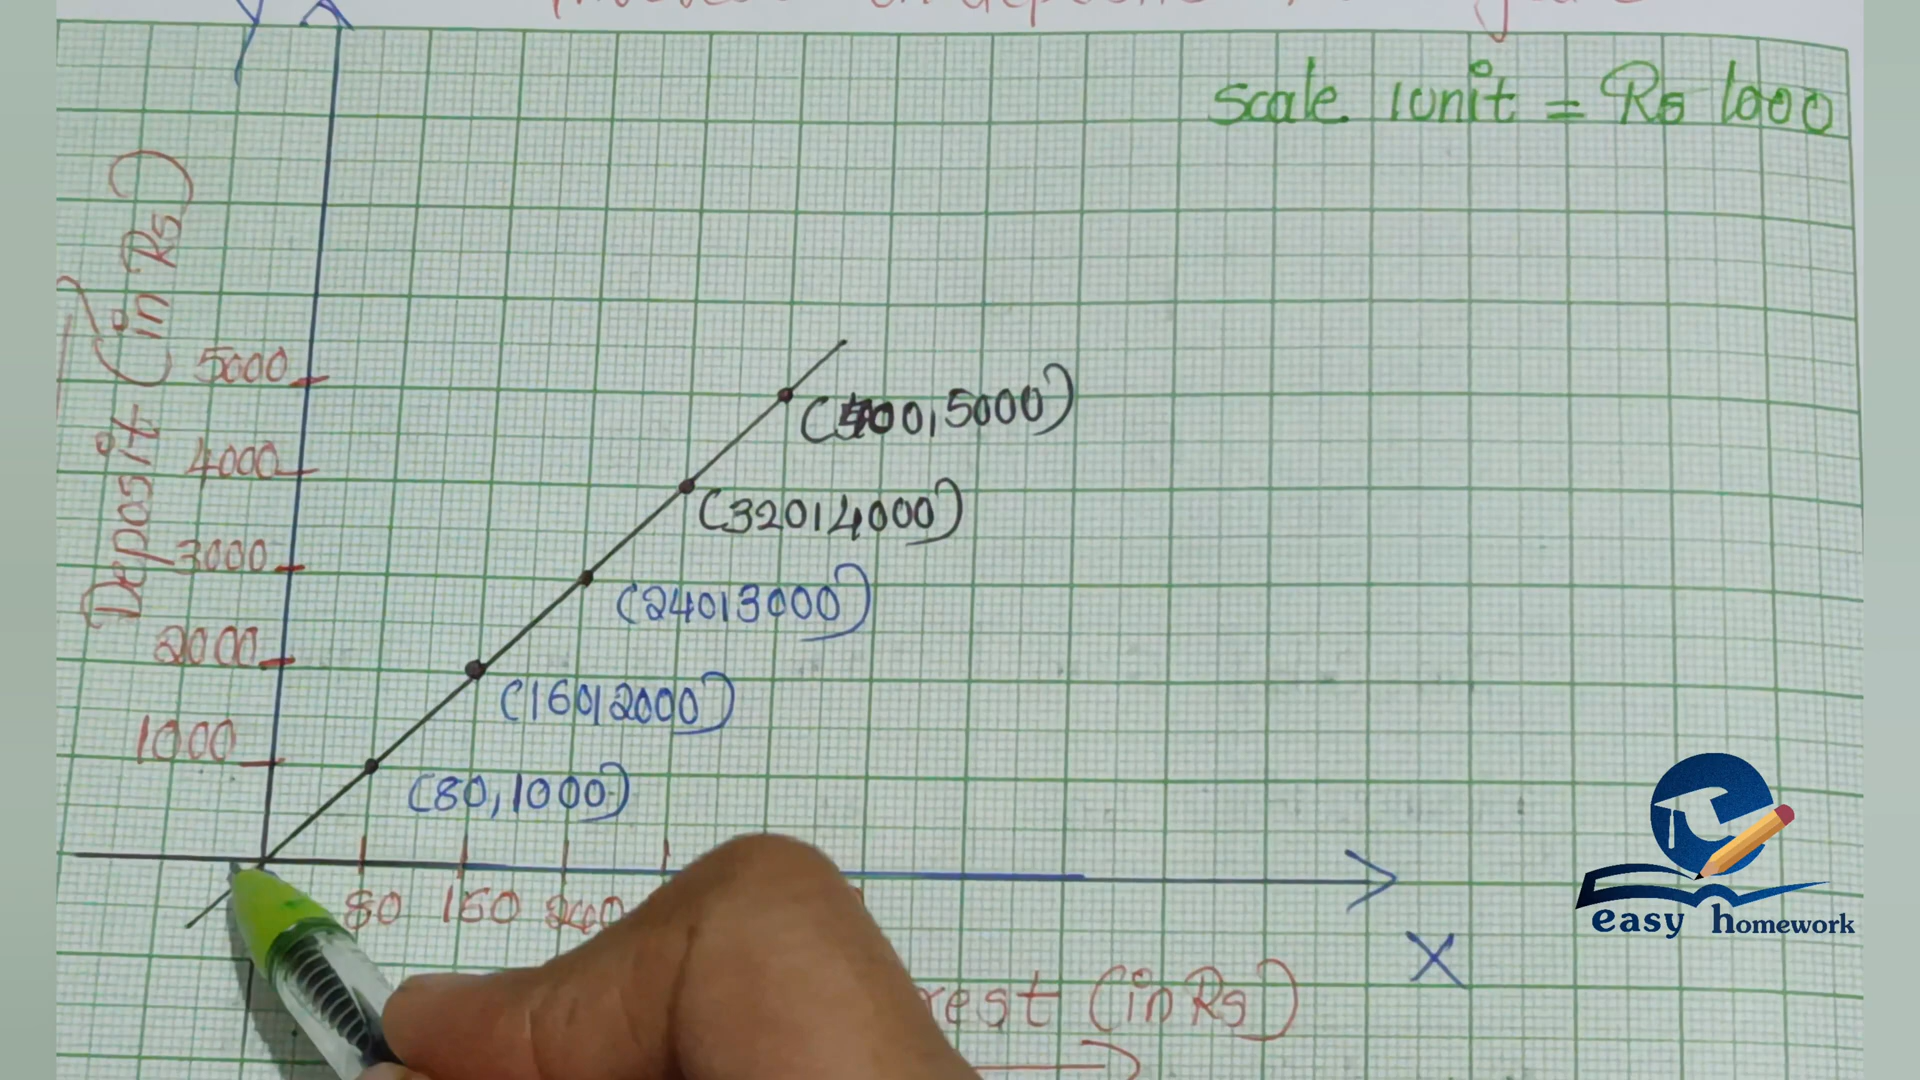 Y
scale 1unit = Rs 1000
Deposit (in Rs)
5000
4000
3000
2000
1000
(400,5000)
(320,4000)
(240,3000)
(160,2000)
(80,1000)
80 160 240
X
(in Rs)
easy homework